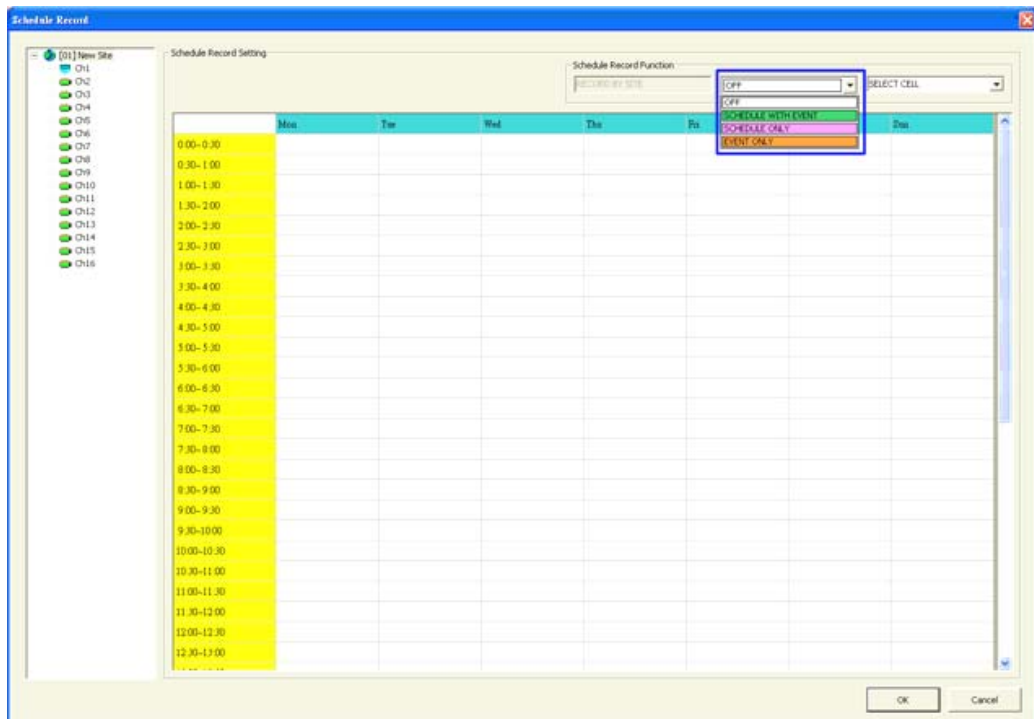 Schedule Record
[01] New Site
Ch1
Ch2
Ch3
Ch4
Ch5
Ch6
Ch7
Ch8
Ch9
Ch10
Ch11
Ch12
Ch13
Ch14
Ch15
Ch16
Schedule Record Setting
Schedule Record Function
RECORD BY SITE
OFF
SELECT CELL
OFF
SCHEDULE WITH EVENT
SCHEDULE ONLY
EVENT ONLY
Mon Tue Wed Thu Fri Sun
0:00~0:30
0:30~1:00
1:00~1:30
1:30~2:00
2:00~2:30
2:30~3:00
3:00~3:30
3:30~4:00
4:00~4:30
4:30~5:00
5:00~5:30
5:30~6:00
6:00~6:30
6:30~7:00
7:00~7:30
7:30~8:00
8:00~8:30
8:30~9:00
9:00~9:30
9:30~10:00
10:00~10:30
10:30~11:00
11:00~11:30
11:30~12:00
12:00~12:30
12:30~13:00
OK
Cancel